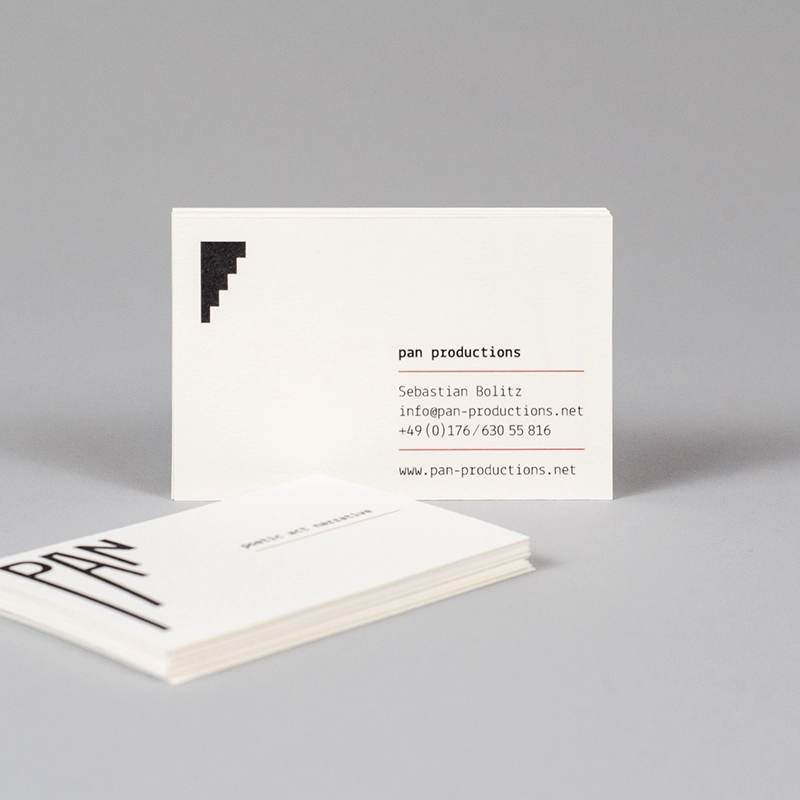 pan productions
Sebastian Bolitz
info@pan-productions.net
+49(0)176/630 55 816
www.pan-productions.net
PAN
poetic act narrative